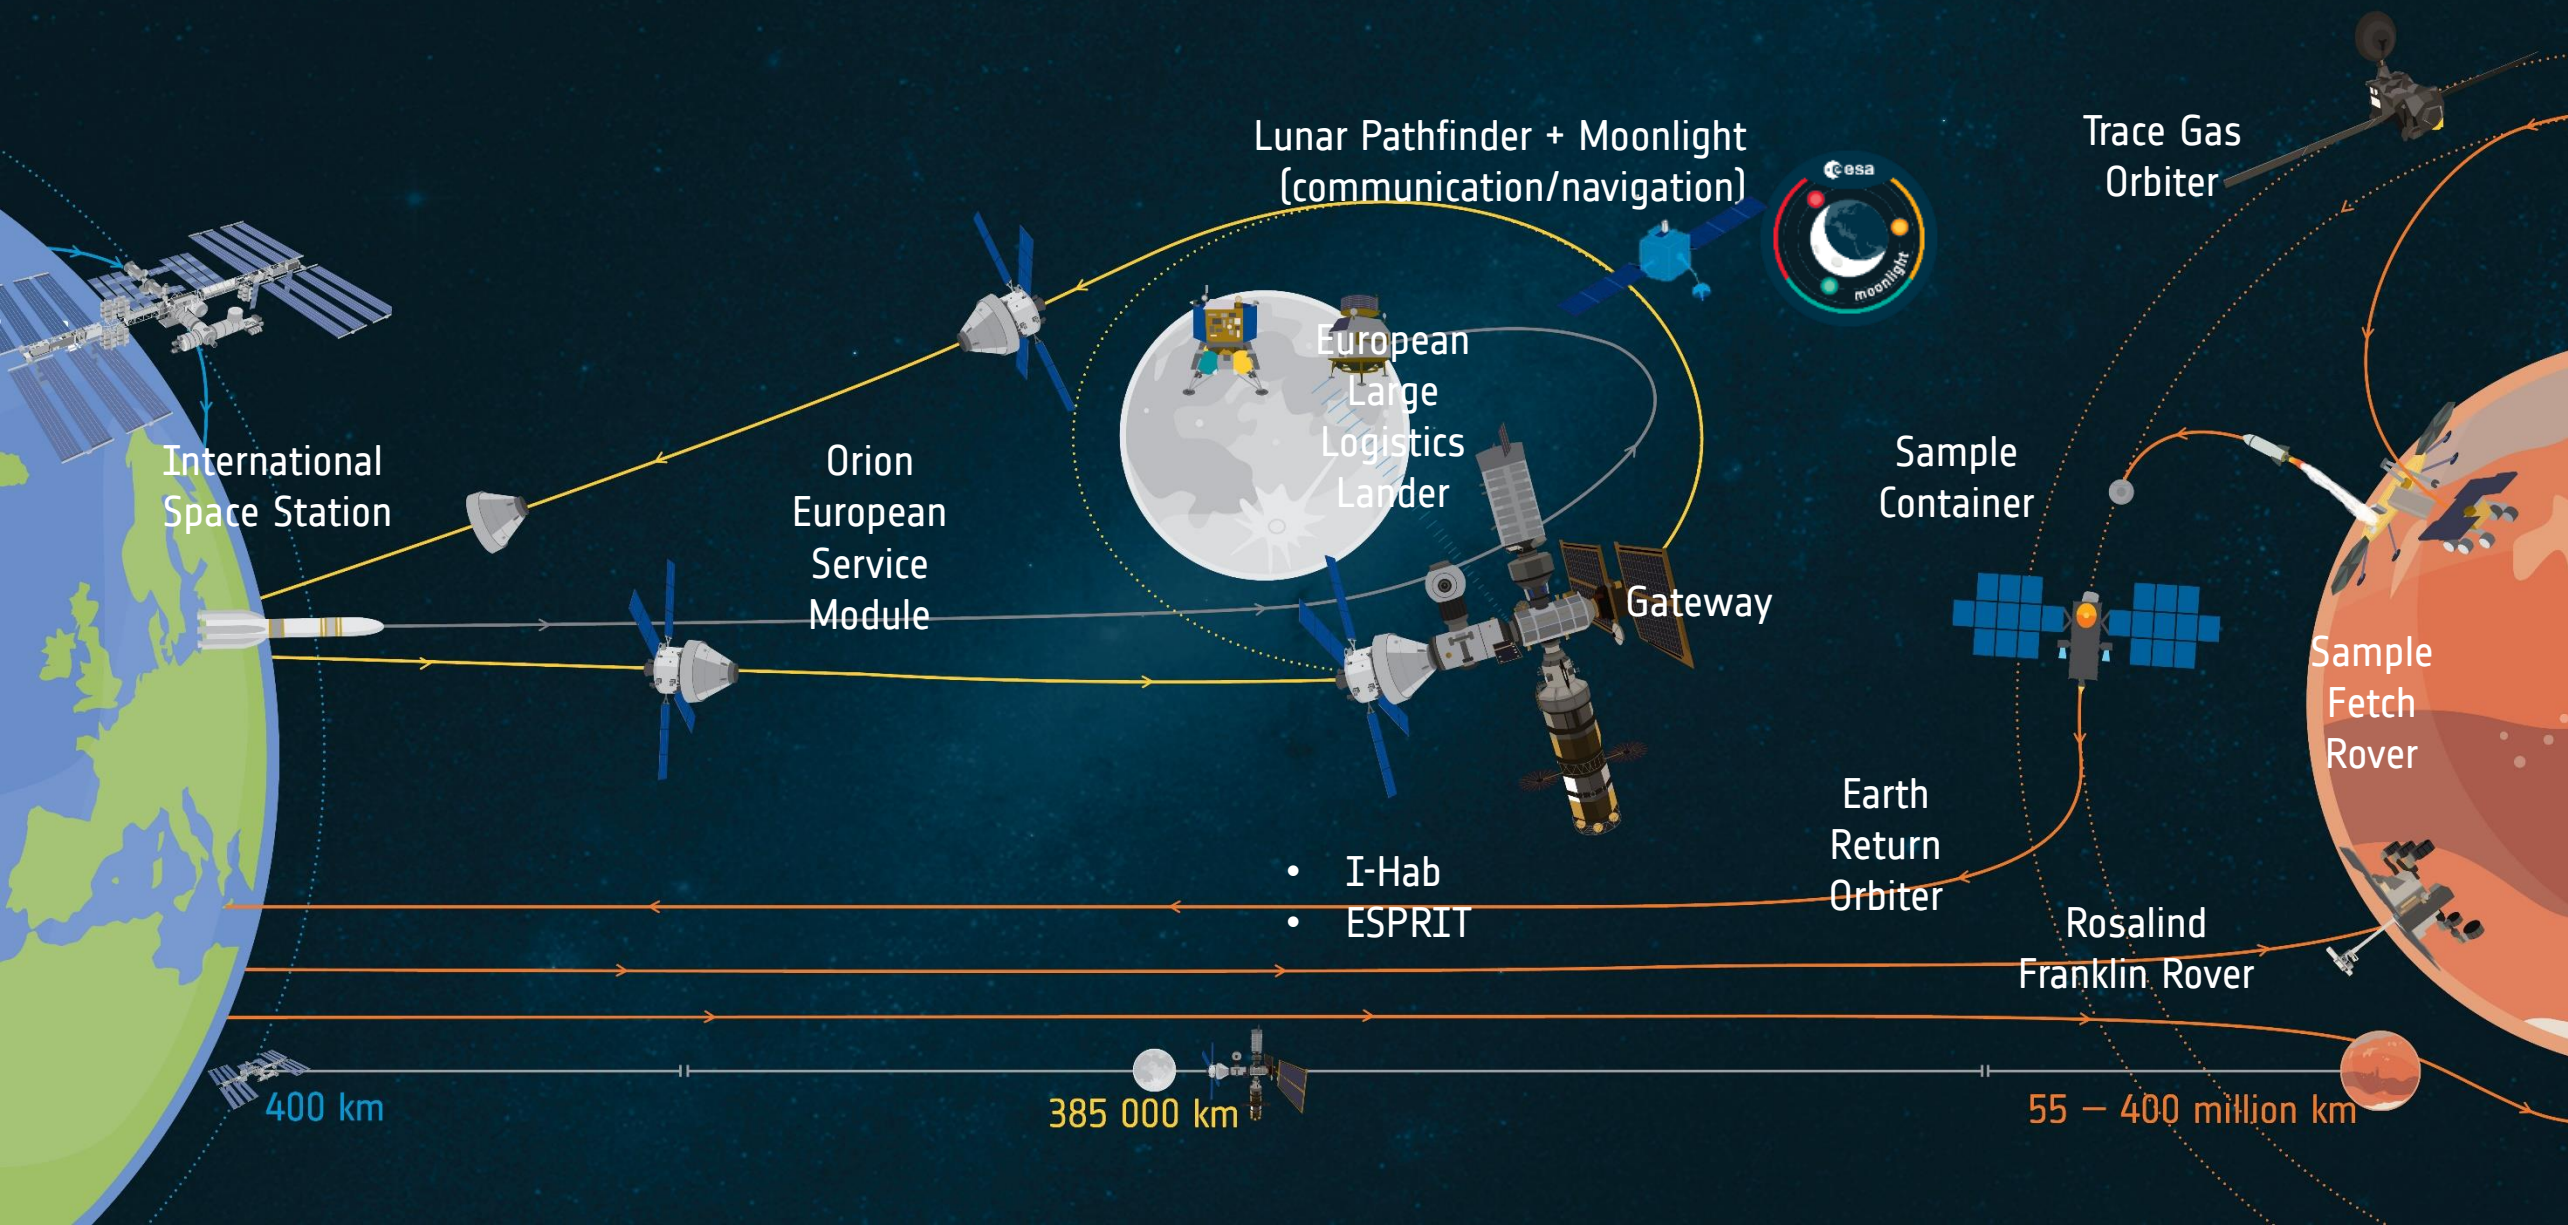 Lunar Pathfinder + Moonlight
(communication/navigation)
esa
moonlight
Trace Gas
Orbiter
International
Space Station
Orion
European
Service
Module
European
Large
Logistics
Lander
Gateway
Sample
Container
Sample
Fetch
Rover
Earth
Return
Orbiter
• I-Hab
• ESPRIT
Rosalind
Franklin Rover
400 km
385 000 km
55 – 400 million km